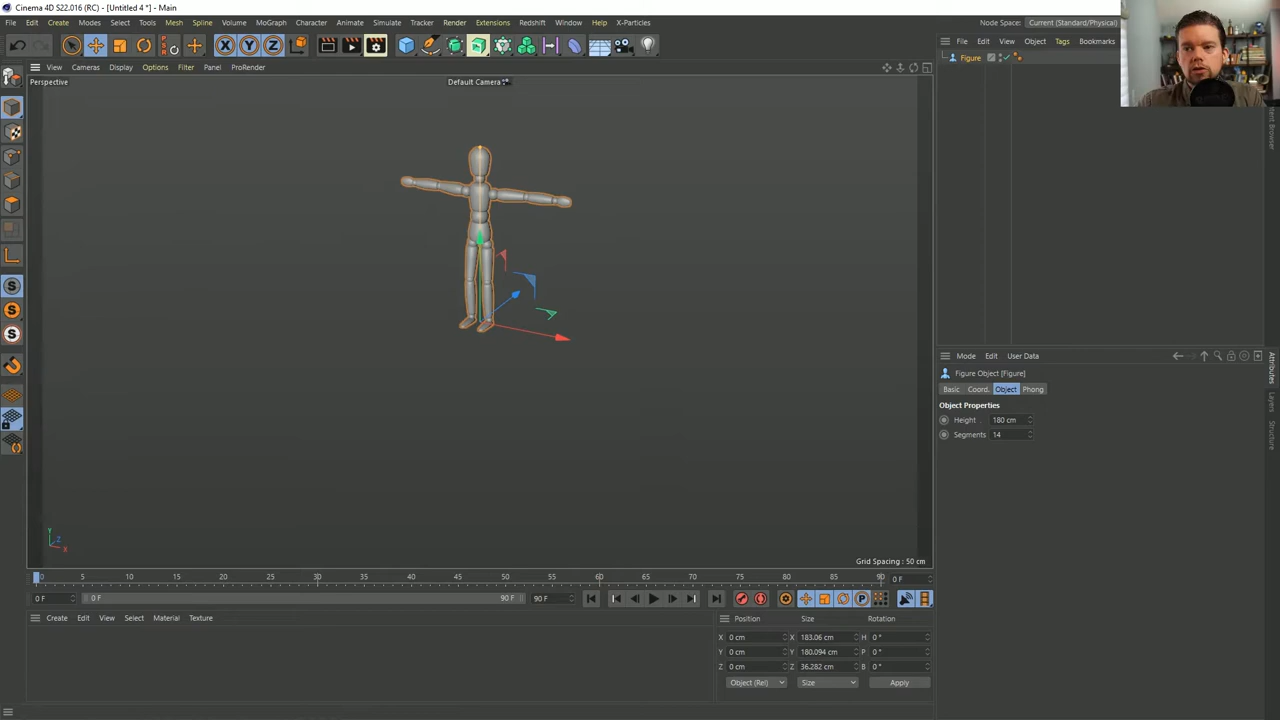 Cinema 4D S22.016 (RC) - [Untitled 4 *] - Main
File Edit Create Modes Select Tools Mesh Spline Volume MoGraph Character Animate Simulate Tracker Render Extensions Redshift Window Help X-Particles Node Space: Current (Standard/Physical)
X Y Z
File Edit View Object Tags Bookmarks
View Cameras Display Options Filter Panel ProRender
Perspective
Default Camera
Figure
Mode Edit User Data
Figure Object [Figure]
Basic Coord. Object Phong
Object Properties
Height 180 cm
Segments 14
Attributes
Layers
Structure
Y
Z
X
Grid Spacing : 50 cm
0 5 10 15 20 25 30 35 40 45 50 55 60 65 70 75 80 85 90 0 F
0 F 0 F 90 F 90 F
Create Edit View Select Material Texture
Position Size Rotation
X 0 cm X 183.06 cm H 0 °
Y 0 cm Y 180.094 cm P 0 °
Z 0 cm Z 36.282 cm B 0 °
Object (Rel) Size Apply